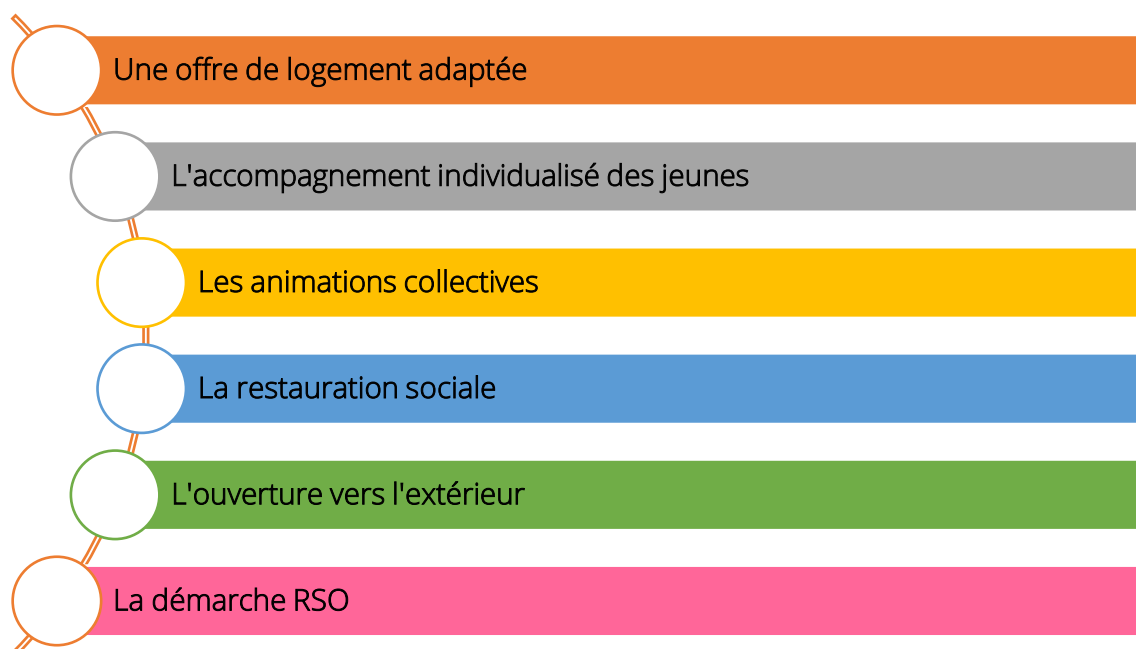 Une offre de logement adaptée
L'accompagnement individualisé des jeunes
Les animations collectives
La restauration sociale
L'ouverture vers l'extérieur
La démarche RSO